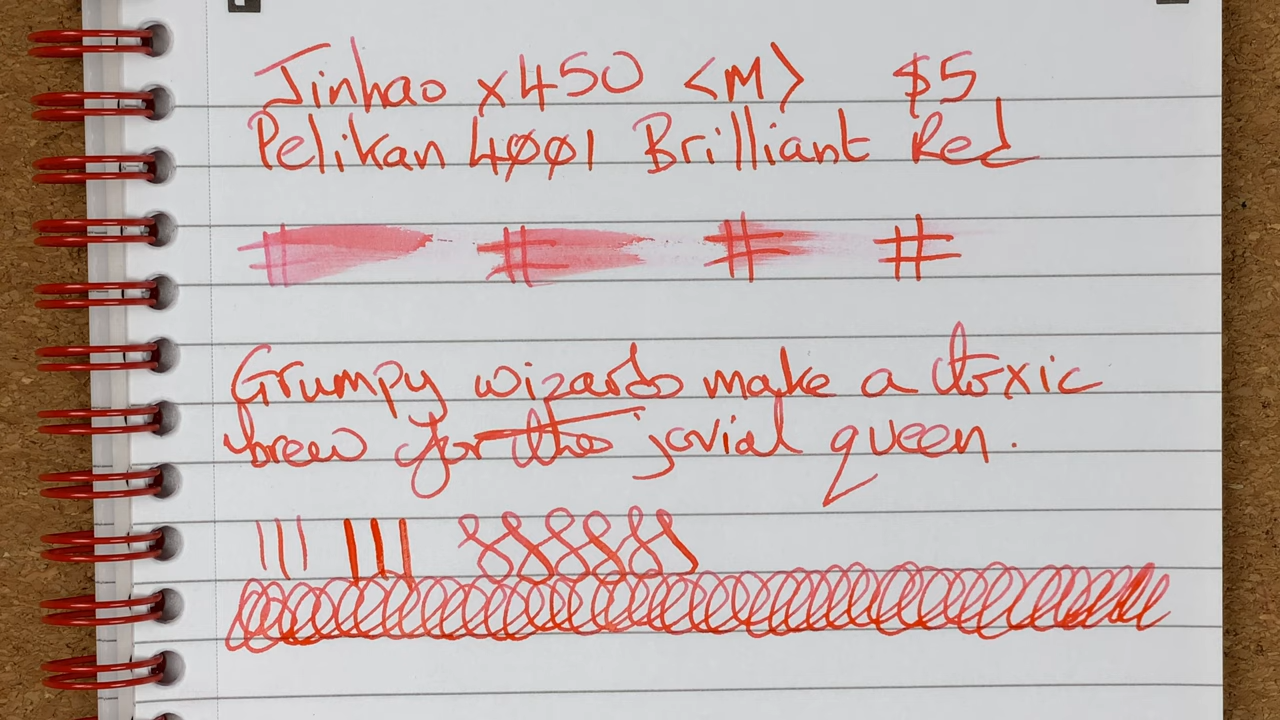 Jinhao x450 <M> $5
Pelikan 4001 Brilliant Red
# # # #
Grumpy wizards make a toxic
brew for the jovial queen.